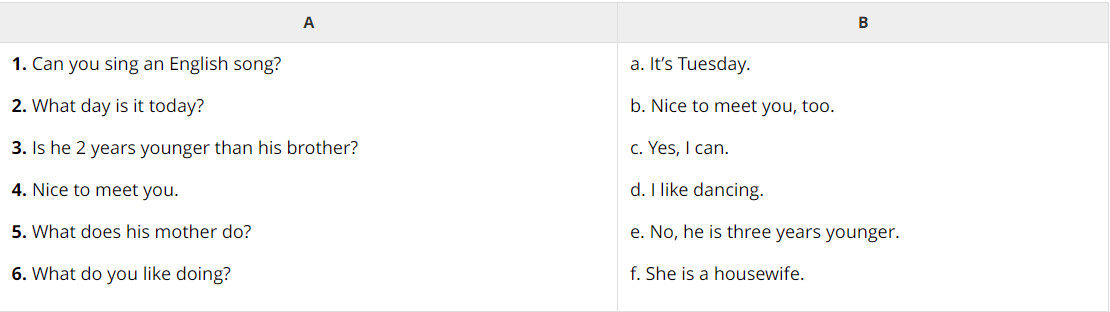 A B
1. Can you sing an English song? a. It’s Tuesday.
2. What day is it today? b. Nice to meet you, too.
3. Is he 2 years younger than his brother? c. Yes, I can.
4. Nice to meet you. d. I like dancing.
5. What does his mother do? e. No, he is three years younger.
6. What do you like doing? f. She is a housewife.